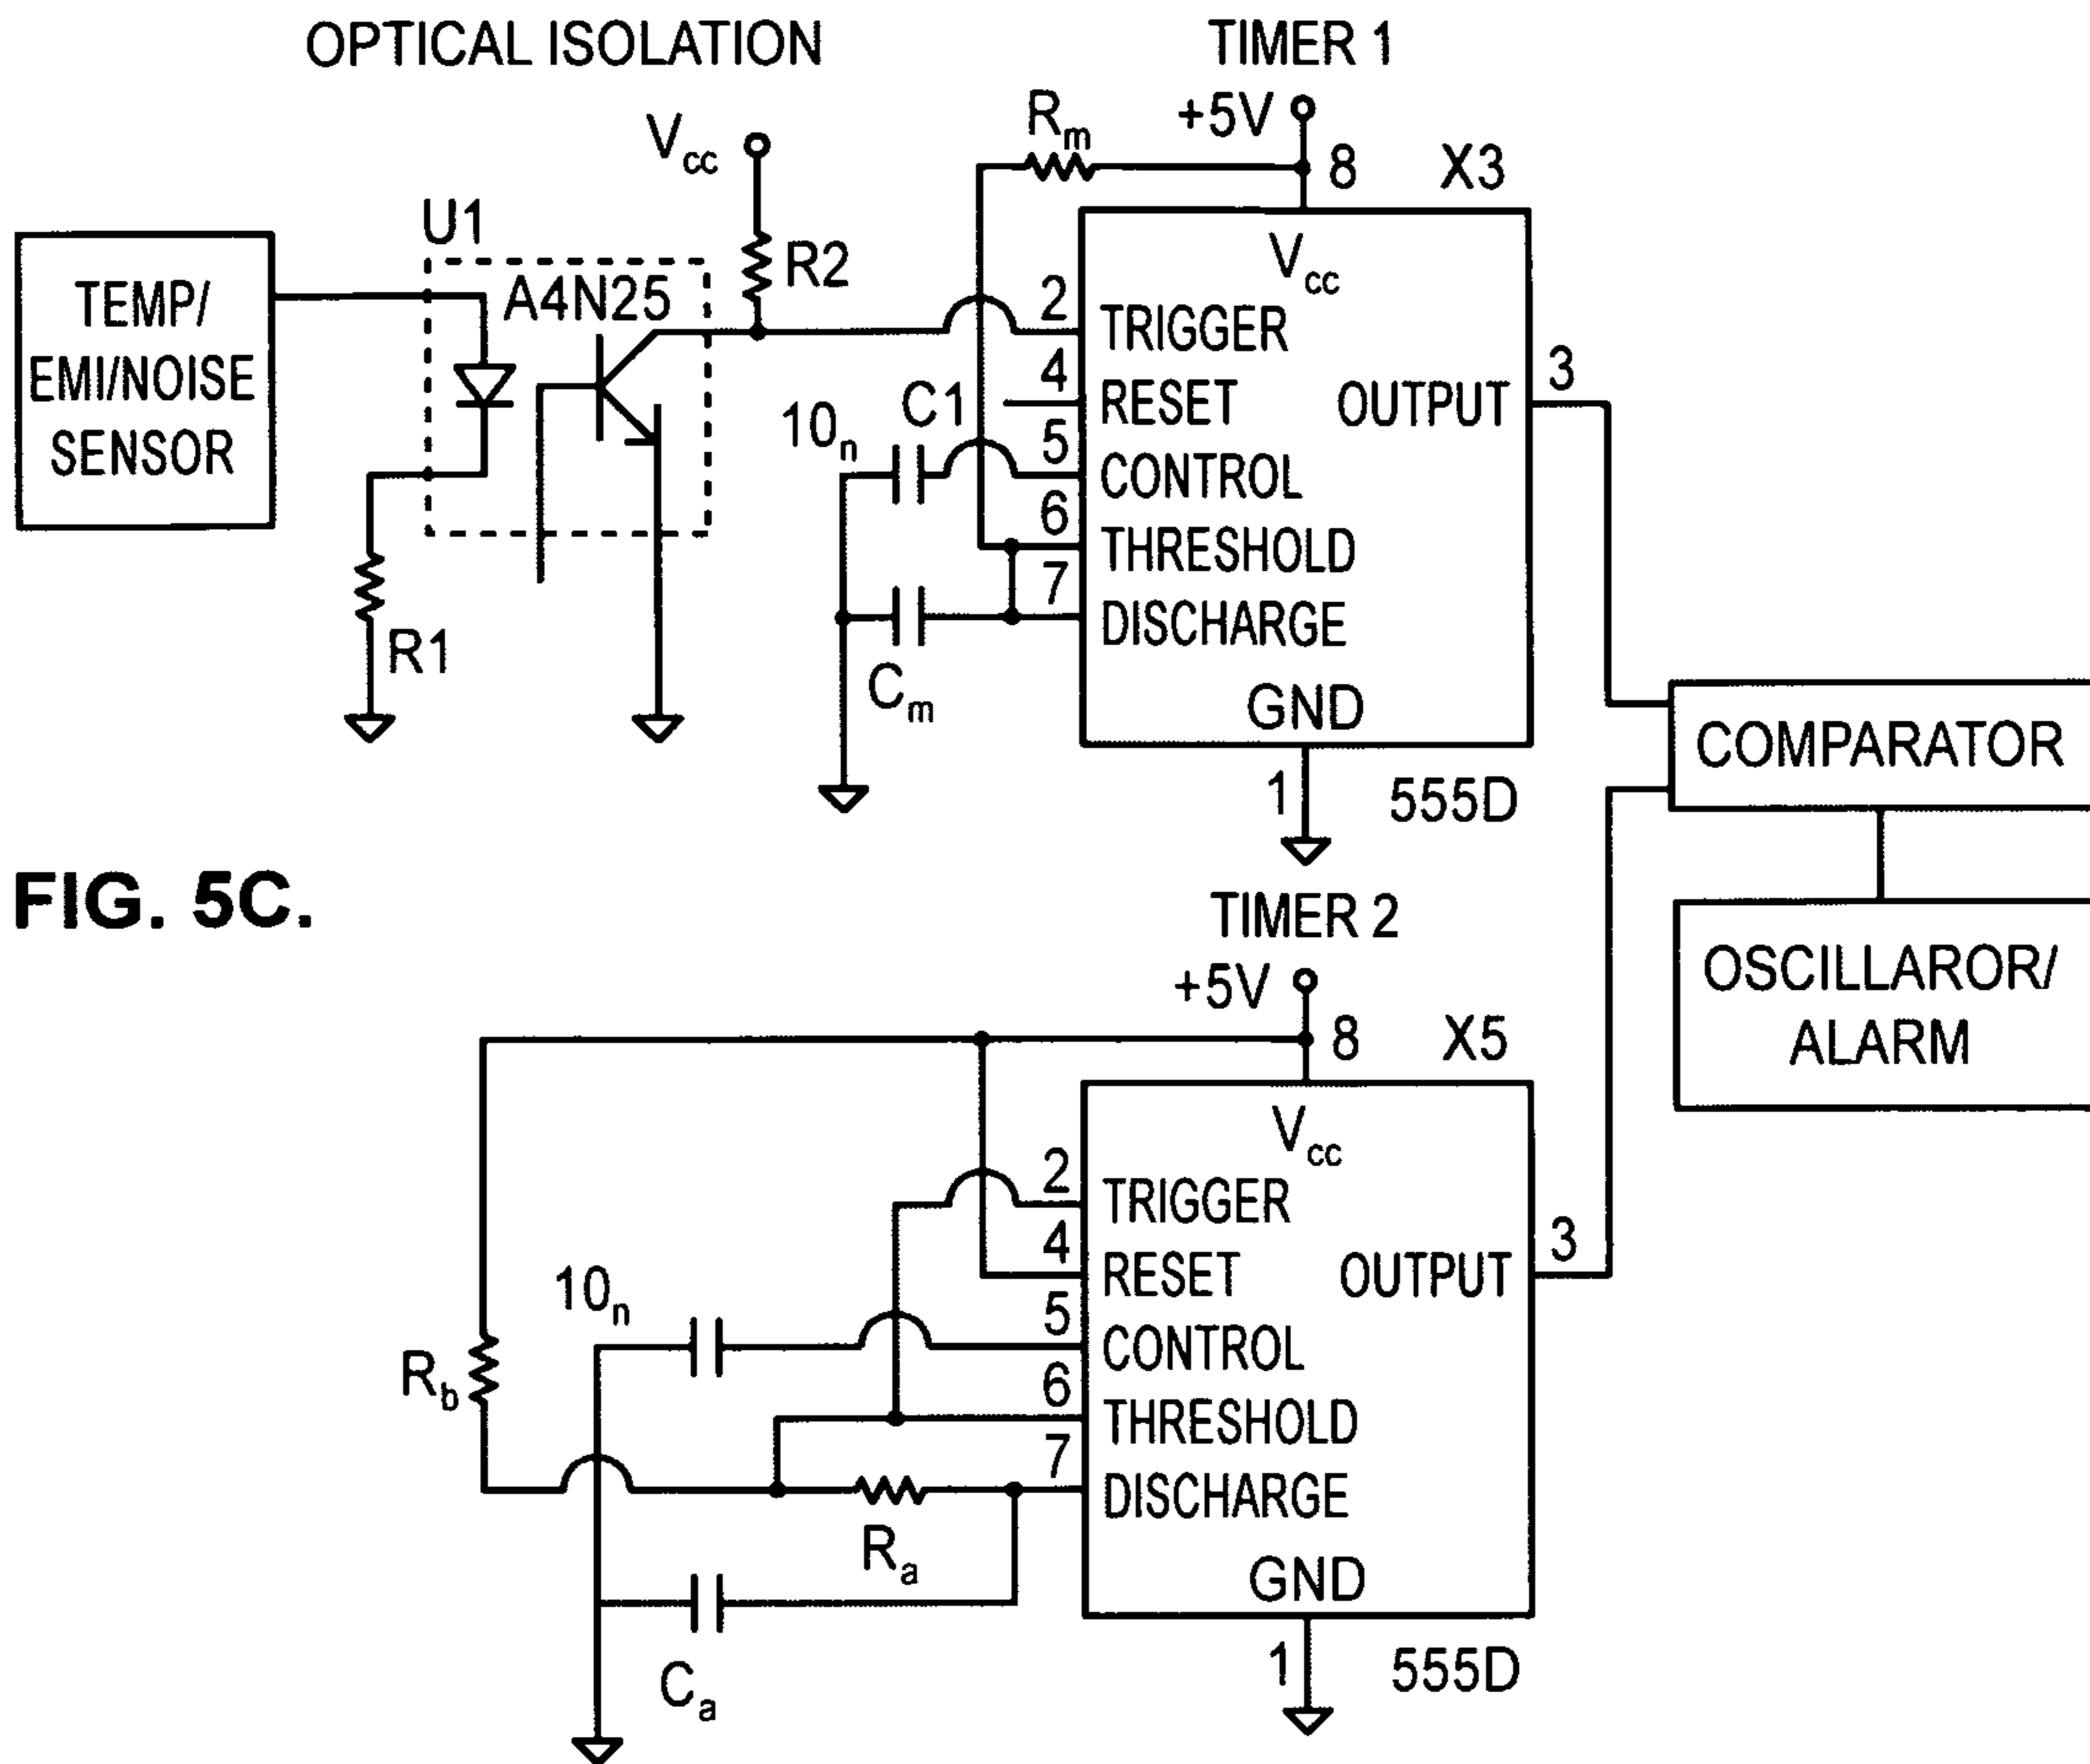 OPTICAL ISOLATION
TIMER 1
V_cc
R_m
+5V
8
X3
U1
A4N25
R2
TEMP/
EMI/NOISE
SENSOR
R1
10_n
C1
C_m
V_cc
2
TRIGGER
4
RESET
OUTPUT
3
5
CONTROL
6
THRESHOLD
7
DISCHARGE
GND
1
555D
COMPARATOR
OSCILLAROR/
ALARM
FIG. 5C.
TIMER 2
+5V
8
X5
V_cc
2
TRIGGER
4
RESET
OUTPUT
3
10_n
5
CONTROL
R_b
6
THRESHOLD
7
DISCHARGE
R_a
GND
C_a
1
555D